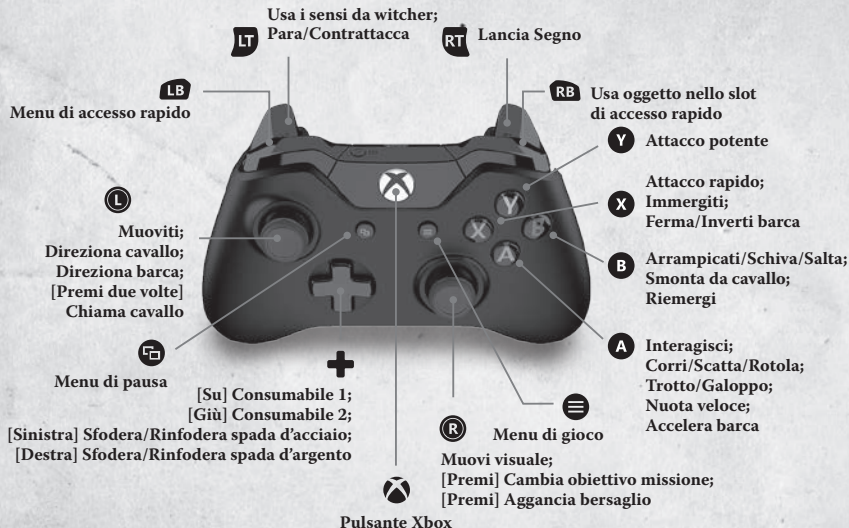 Usa i sensi da witcher;
Para/Contrattacca
LT
RT
Lancia Segno
LB
Menu di accesso rapido
RB
Usa oggetto nello slot
di accesso rapido
Y
Attacco potente
X
Attacco rapido;
Immergiti;
Ferma/Inverti barca
B
Arrampicati/Schiva/Salta;
Smonta da cavallo;
Riemergi
A
Interagisci;
Corri/Scatta/Rotola;
Trotto/Galoppo;
Nuota veloce;
Accelera barca
L
Muoviti;
Direziona cavallo;
Direziona barca;
[Premi due volte]
Chiama cavallo
Y
X
B
A
Menu di pausa
[Su] Consumabile 1;
[Giù] Consumabile 2;
[Sinistra] Sfodera/Rinfodera spada d'acciaio;
[Destra] Sfodera/Rinfodera spada d'argento
Menu di gioco
R
Muovi visuale;
[Premi] Cambia obiettivo missione;
[Premi] Aggancia bersaglio
Pulsante Xbox